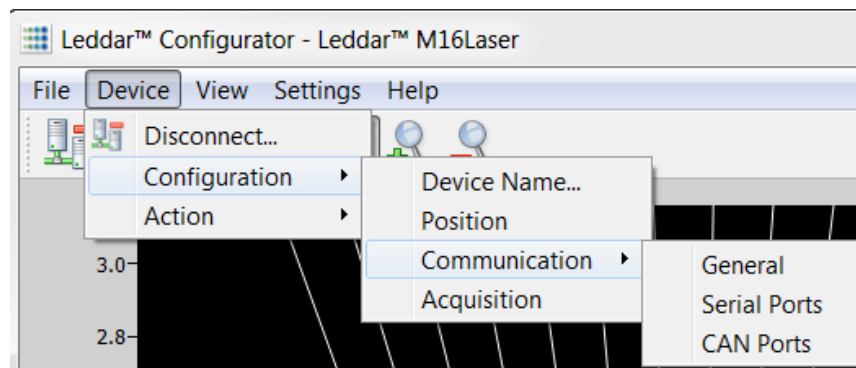 Leddar™ Configurator - Leddar™ M16Laser
File Device View Settings Help
Disconnect...
Configuration
Action
Device Name...
Position
Communication
Acquisition
General
Serial Ports
CAN Ports
3.0
2.8